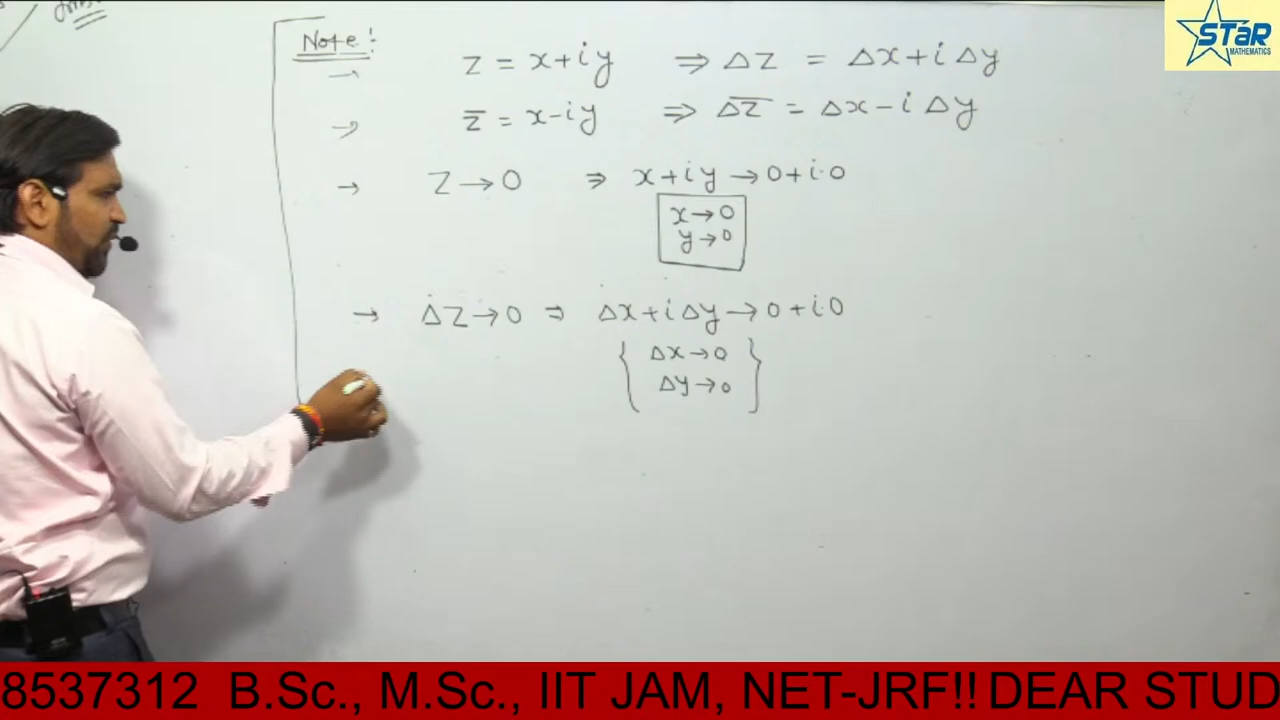 Note:
→ z = x+iy ⇒ Δz = Δx+iΔy
→ z̅ = x-iy ⇒ Δz̅ = Δx-iΔy
→ z→0 ⇒ x+iy→0+i·0
x→0
y→0
→ Δz→0 ⇒ Δx+iΔy→0+i·0
{ Δx→0
Δy→0 }
STaR
MATHEMATICS
8537312 B.Sc., M.Sc., IIT JAM, NET-JRF!! DEAR STUD